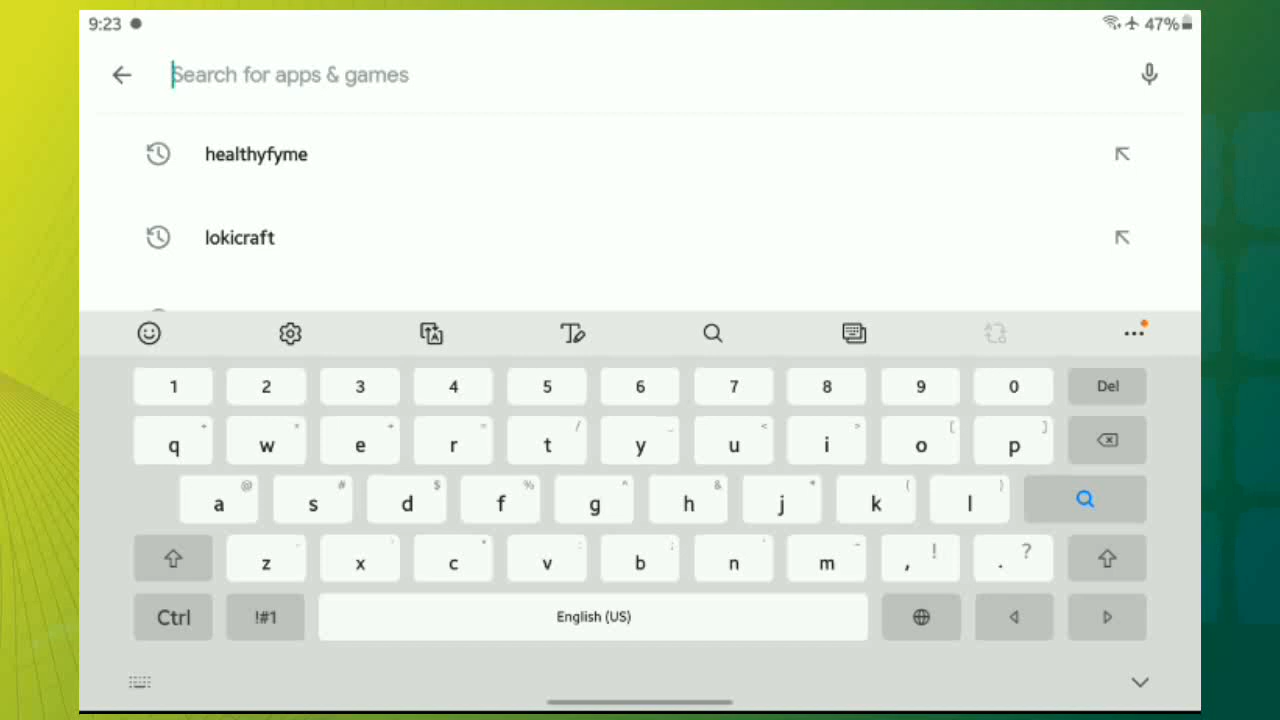 9:23 47%
Search for apps & games
healthyfyme
lokicraft
1 2 3 4 5 6 7 8 9 0 Del
q w e r t y u i o p
a s d f g h j k l
z x c v b n m , ! . ?
Ctrl !#1 English (US)